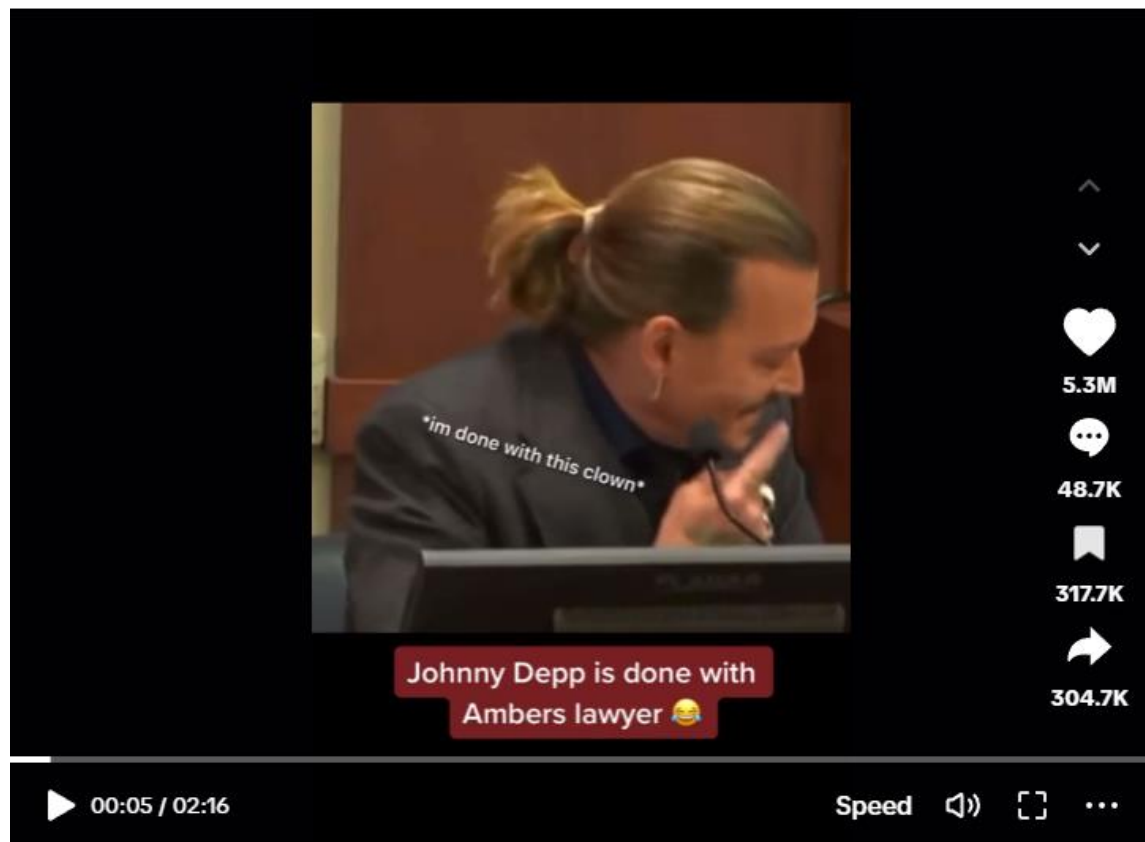 *im done with this clown*
Johnny Depp is done with
Ambers lawyer 😂
5.3M
48.7K
317.7K
304.7K
00:05 / 02:16
Speed